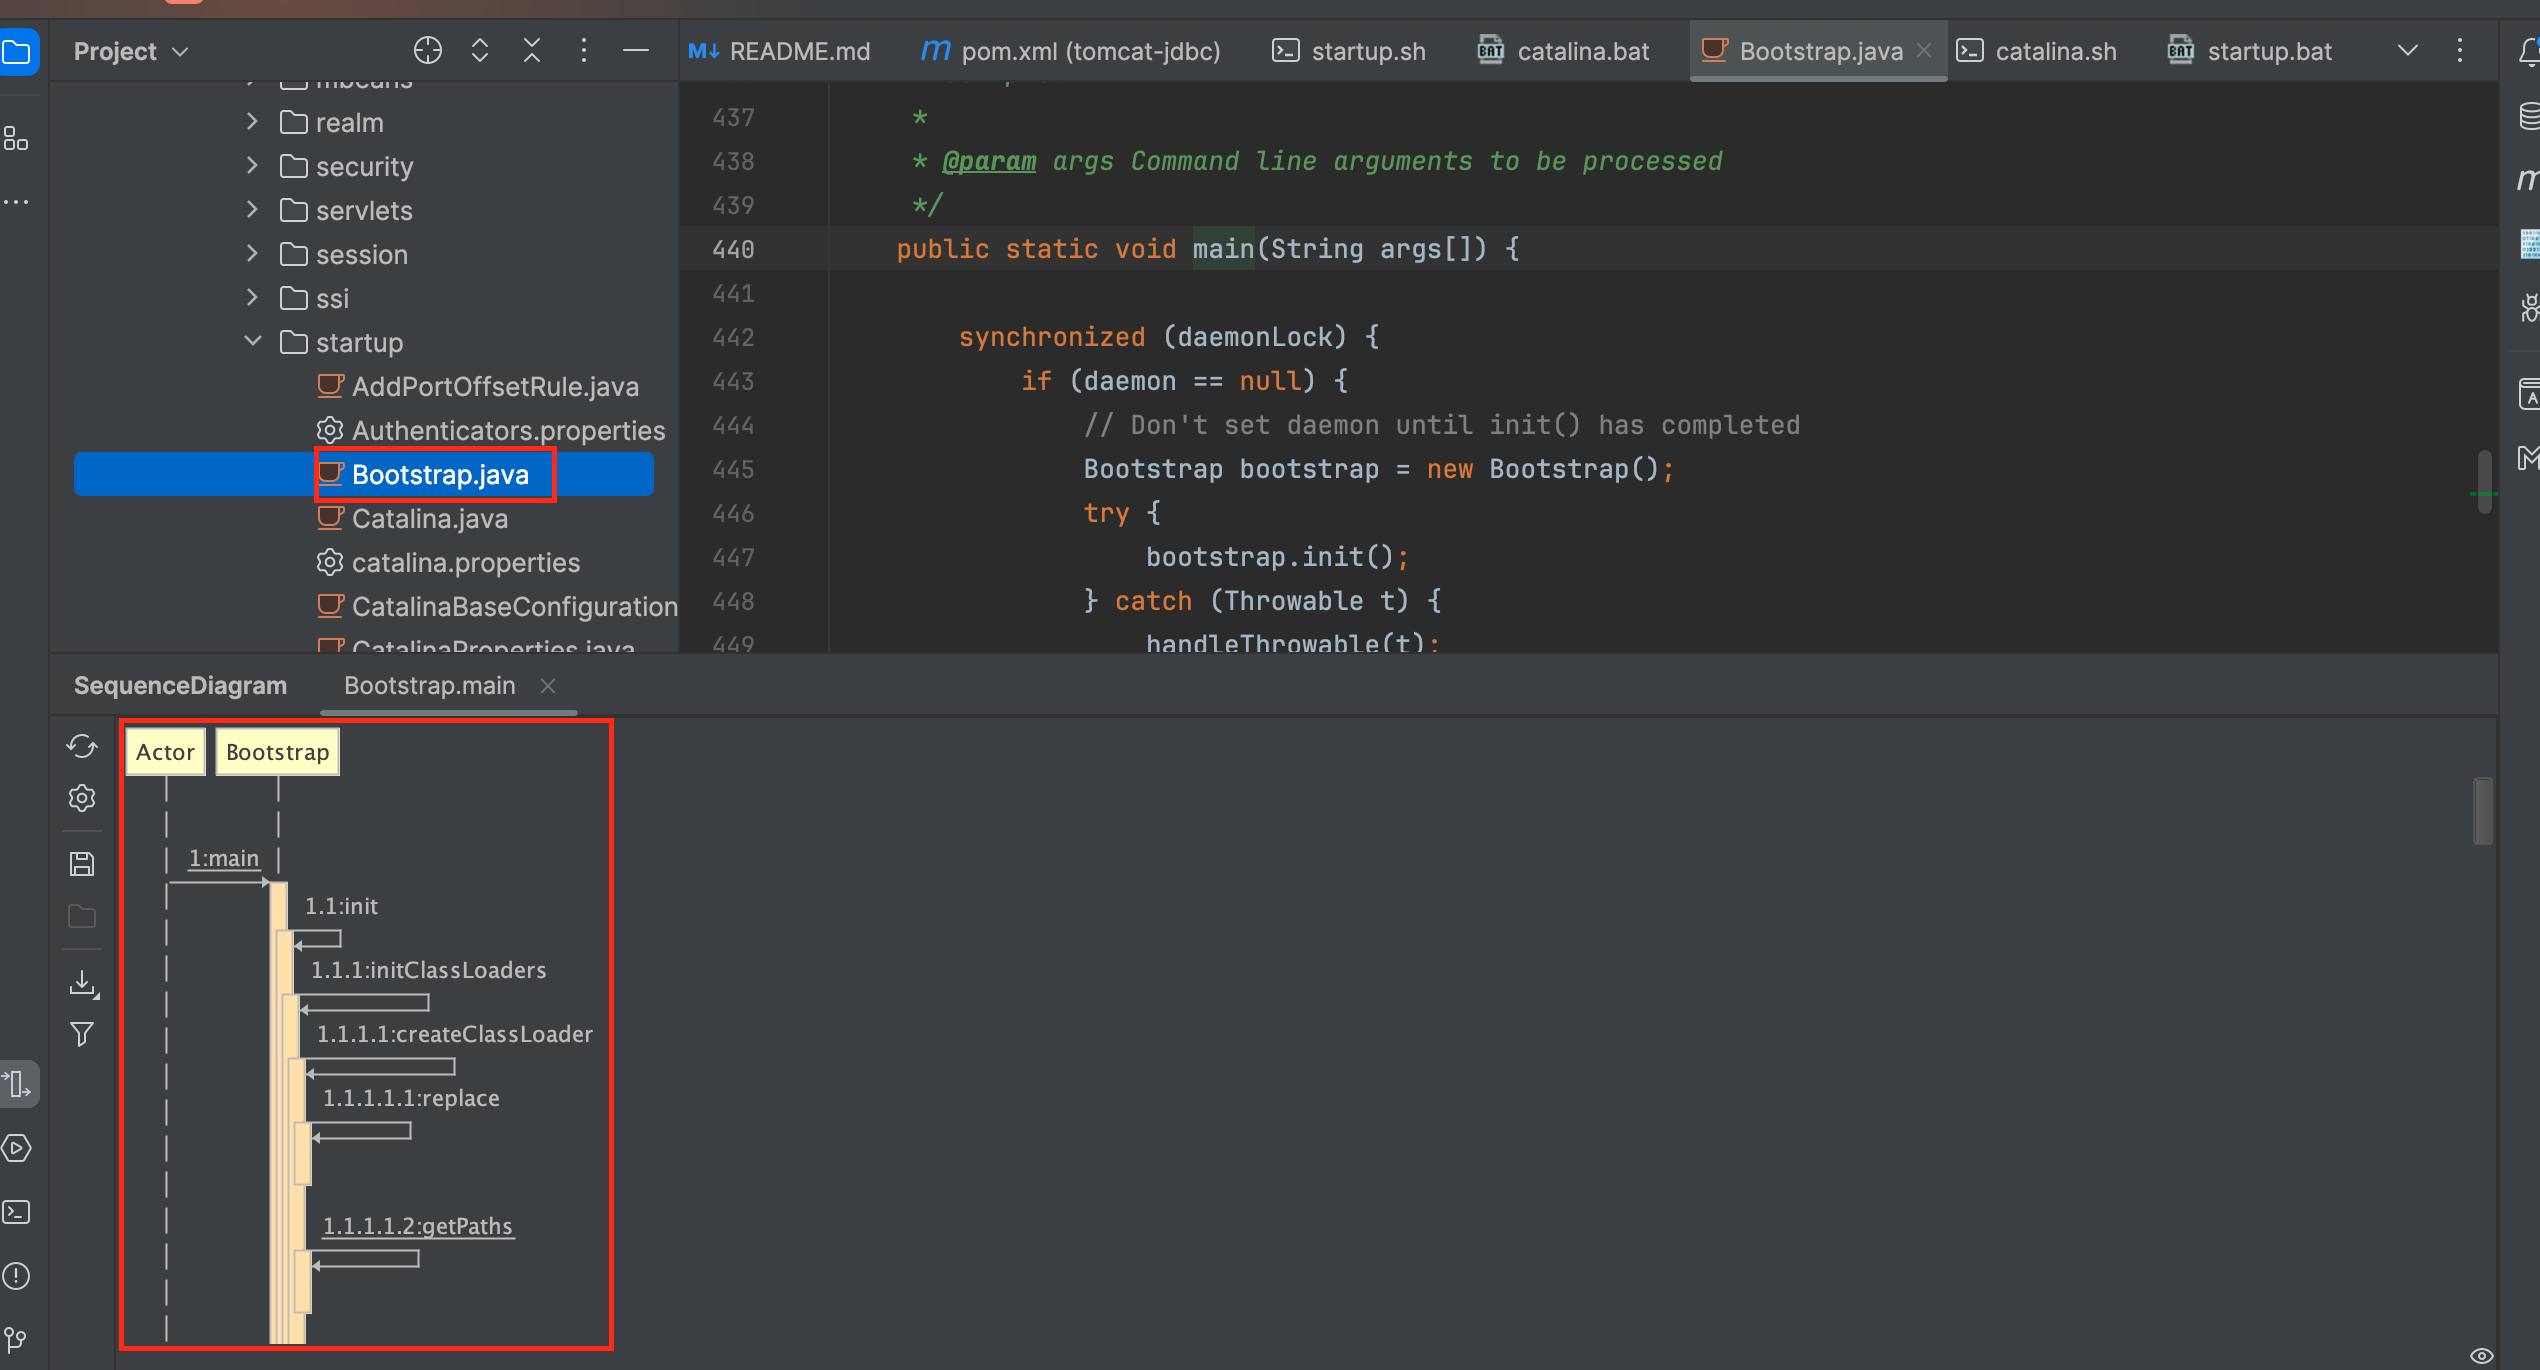 Project
README.md
pom.xml (tomcat-jdbc)
startup.sh
catalina.bat
Bootstrap.java
catalina.sh
startup.bat
mbeans
realm
security
servlets
session
ssi
startup
AddPortOffsetRule.java
Authenticators.properties
Bootstrap.java
Catalina.java
catalina.properties
CatalinaBaseConfiguration
CatalinaProperties.java
437 *
438 * @param args Command line arguments to be processed
439 */
440 public static void main(String args[]) {
441
442 synchronized (daemonLock) {
443 if (daemon == null) {
444 // Don't set daemon until init() has completed
445 Bootstrap bootstrap = new Bootstrap();
446 try {
447 bootstrap.init();
448 } catch (Throwable t) {
449 handleThrowable(t);
SequenceDiagram
Bootstrap.main
Actor
Bootstrap
1:main
1.1:init
1.1.1:initClassLoaders
1.1.1.1:createClassLoader
1.1.1.1.1:replace
1.1.1.1.2:getPaths